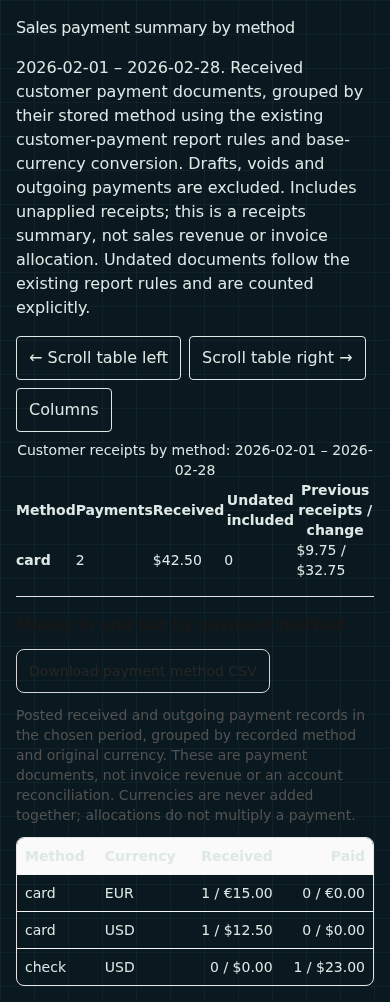 Sales payment summary by method
2026-02-01 – 2026-02-28. Received
customer payment documents, grouped by
their stored method using the existing
customer-payment report rules and base-
currency conversion. Drafts, voids and
outgoing payments are excluded. Includes
unapplied receipts; this is a receipts
summary, not sales revenue or invoice
allocation. Undated documents follow the
existing report rules and are counted
explicitly.
← Scroll table left Scroll table right →
Columns
Customer receipts by method: 2026-02-01 – 2026-
02-28
Method Payments Received Undated included Previous receipts / change
card 2 $42.50 0 $9.75 / $32.75
Money in and out by payment method
Download payment method CSV
Posted received and outgoing payment records in
the chosen period, grouped by recorded method
and original currency. These are payment
documents, not invoice revenue or an account
reconciliation. Currencies are never added
together; allocations do not multiply a payment.
Method Currency Received Paid
card EUR 1 / €15.00 0 / €0.00
card USD 1 / $12.50 0 / $0.00
check USD 0 / $0.00 1 / $23.00